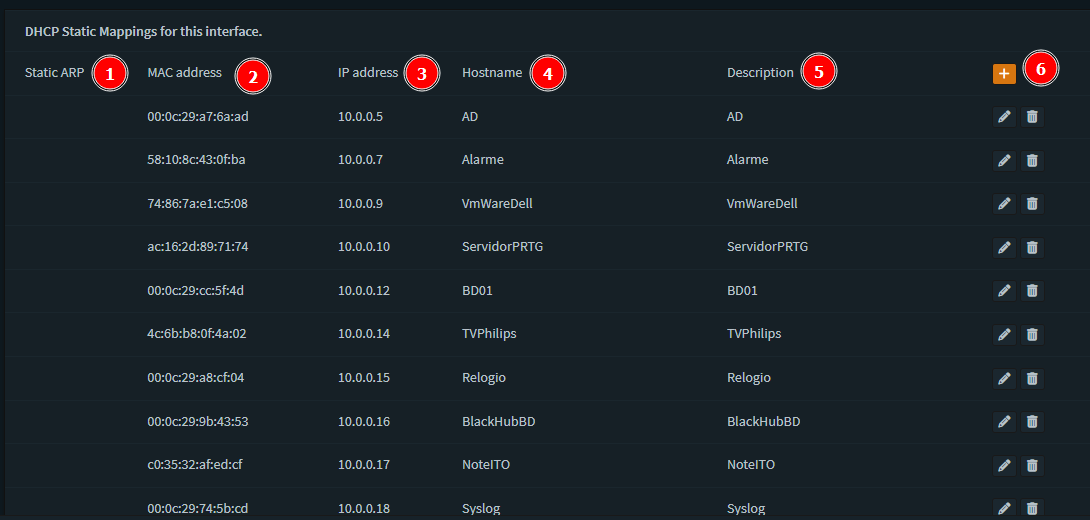 DHCP Static Mappings for this interface.
Static ARP 1 MAC address 2 IP address 3 Hostname 4 Description 5 + 6
00:0c:29:a7:6a:ad 10.0.0.5 AD AD
58:10:8c:43:0f:ba 10.0.0.7 Alarme Alarme
74:86:7a:e1:c5:08 10.0.0.9 VmWareDell VmWareDell
ac:16:2d:89:71:74 10.0.0.10 ServidorPRTG ServidorPRTG
00:0c:29:cc:5f:4d 10.0.0.12 BD01 BD01
4c:6b:b8:0f:4a:02 10.0.0.14 TVPhilips TVPhilips
00:0c:29:a8:cf:04 10.0.0.15 Relogio Relogio
00:0c:29:9b:43:53 10.0.0.16 BlackHubBD BlackHubBD
c0:35:32:af:ed:cf 10.0.0.17 NoteITO NoteITO
00:0c:29:74:5b:cd 10.0.0.18 Syslog Syslog